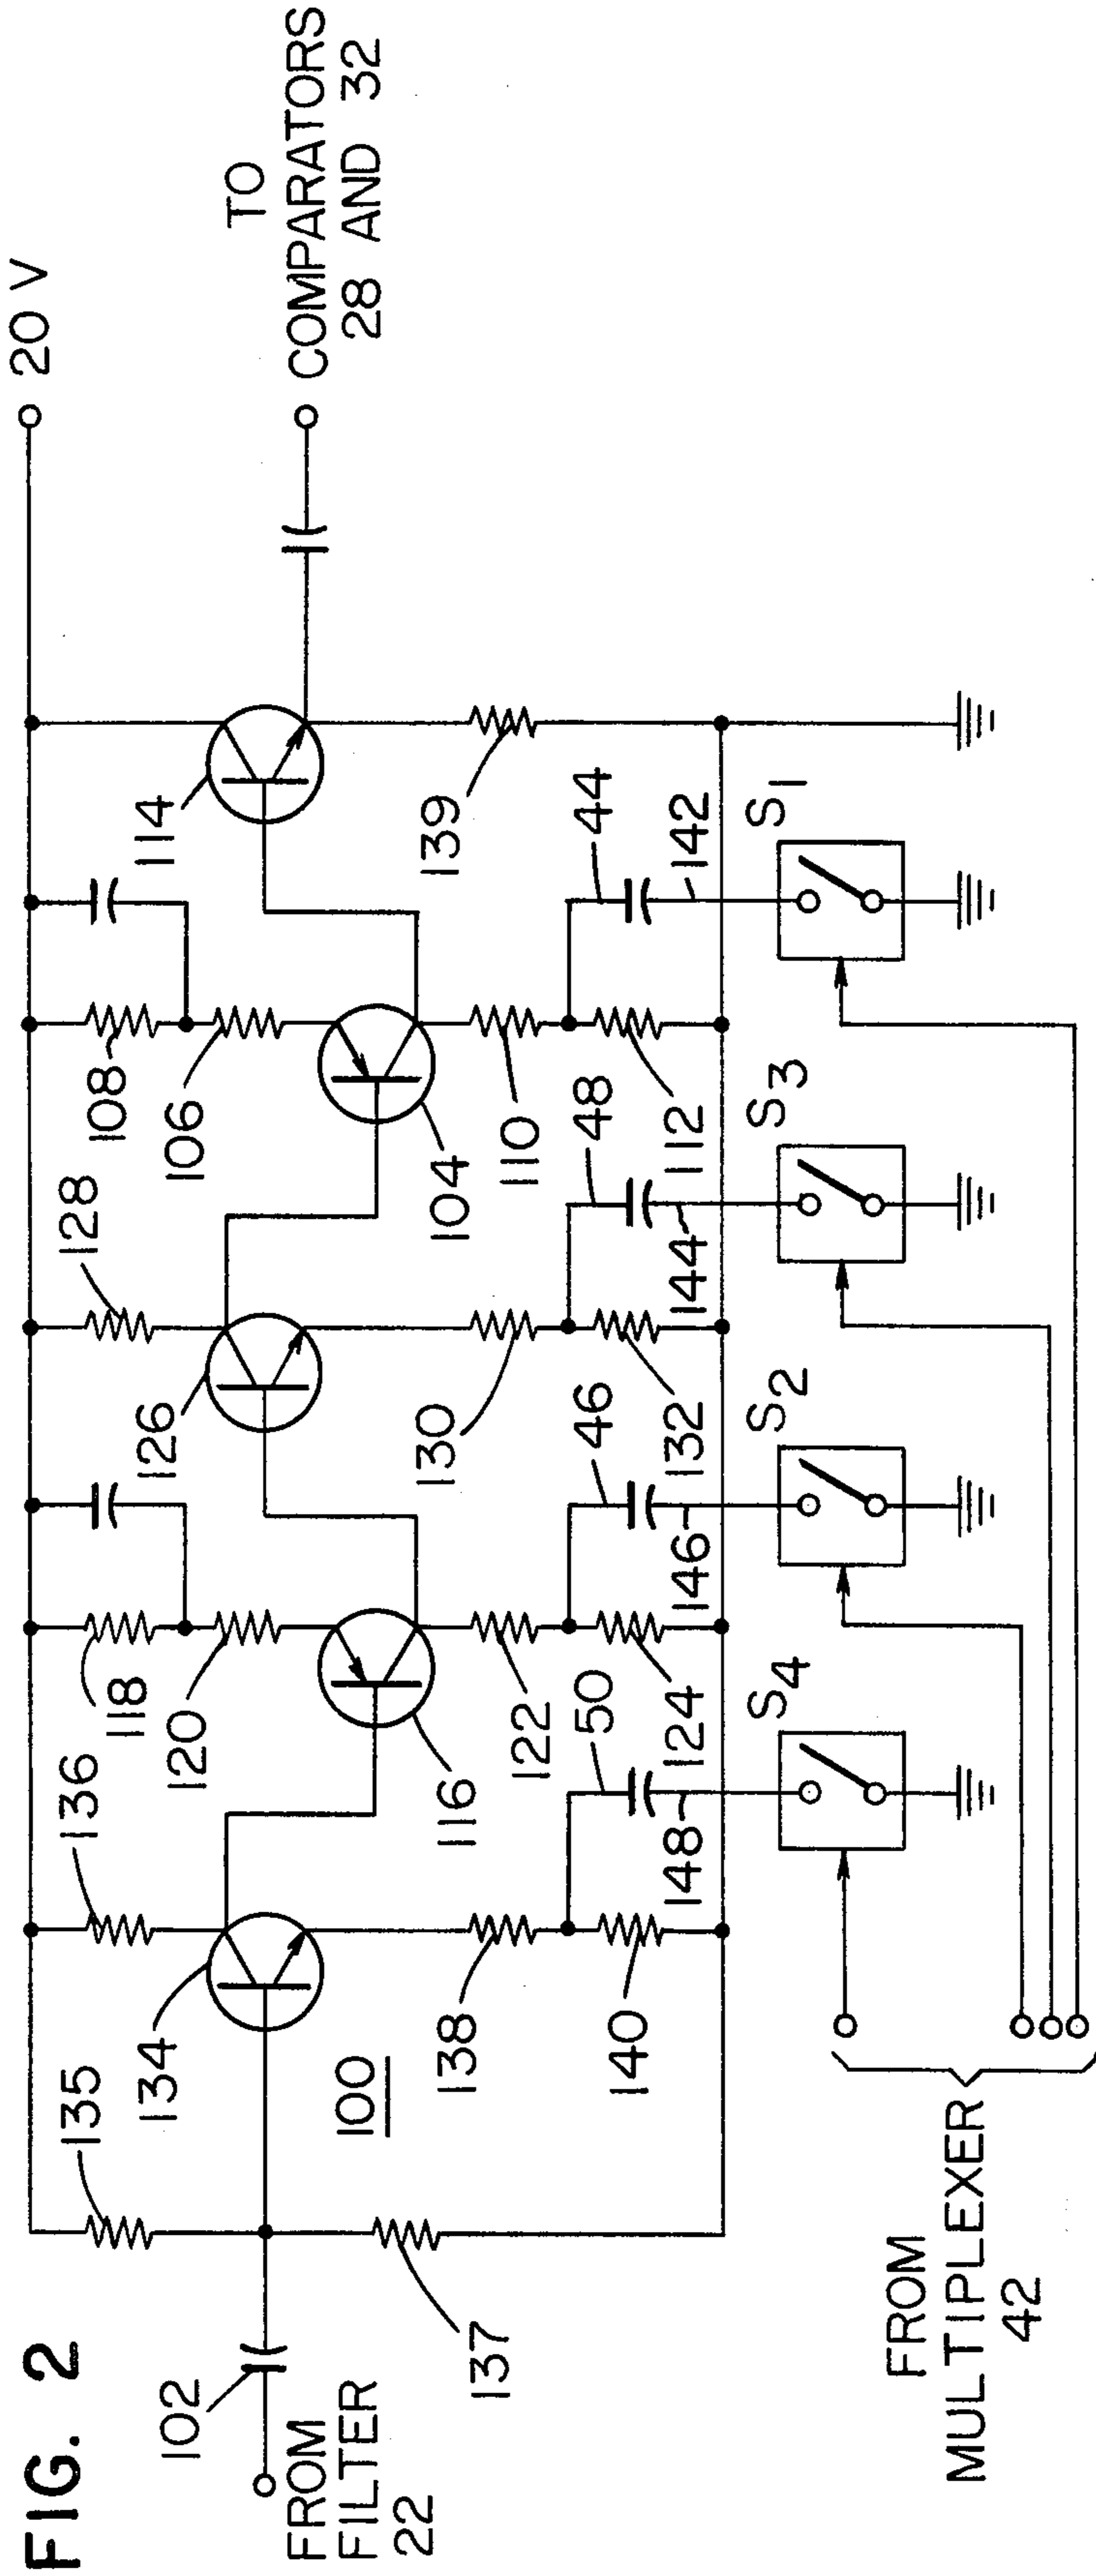 FIG. 2
20 V
TO
COMPARATORS
28 AND 32
FROM
FILTER
22
102
135
137
134
136
138
140
100
148
50
S4
116
118
120
122
124
146
46
S2
126
128
130
132
144
48
S3
104
106
108
110
112
142
44
S1
114
139
FROM
MULTIPLEXER
42